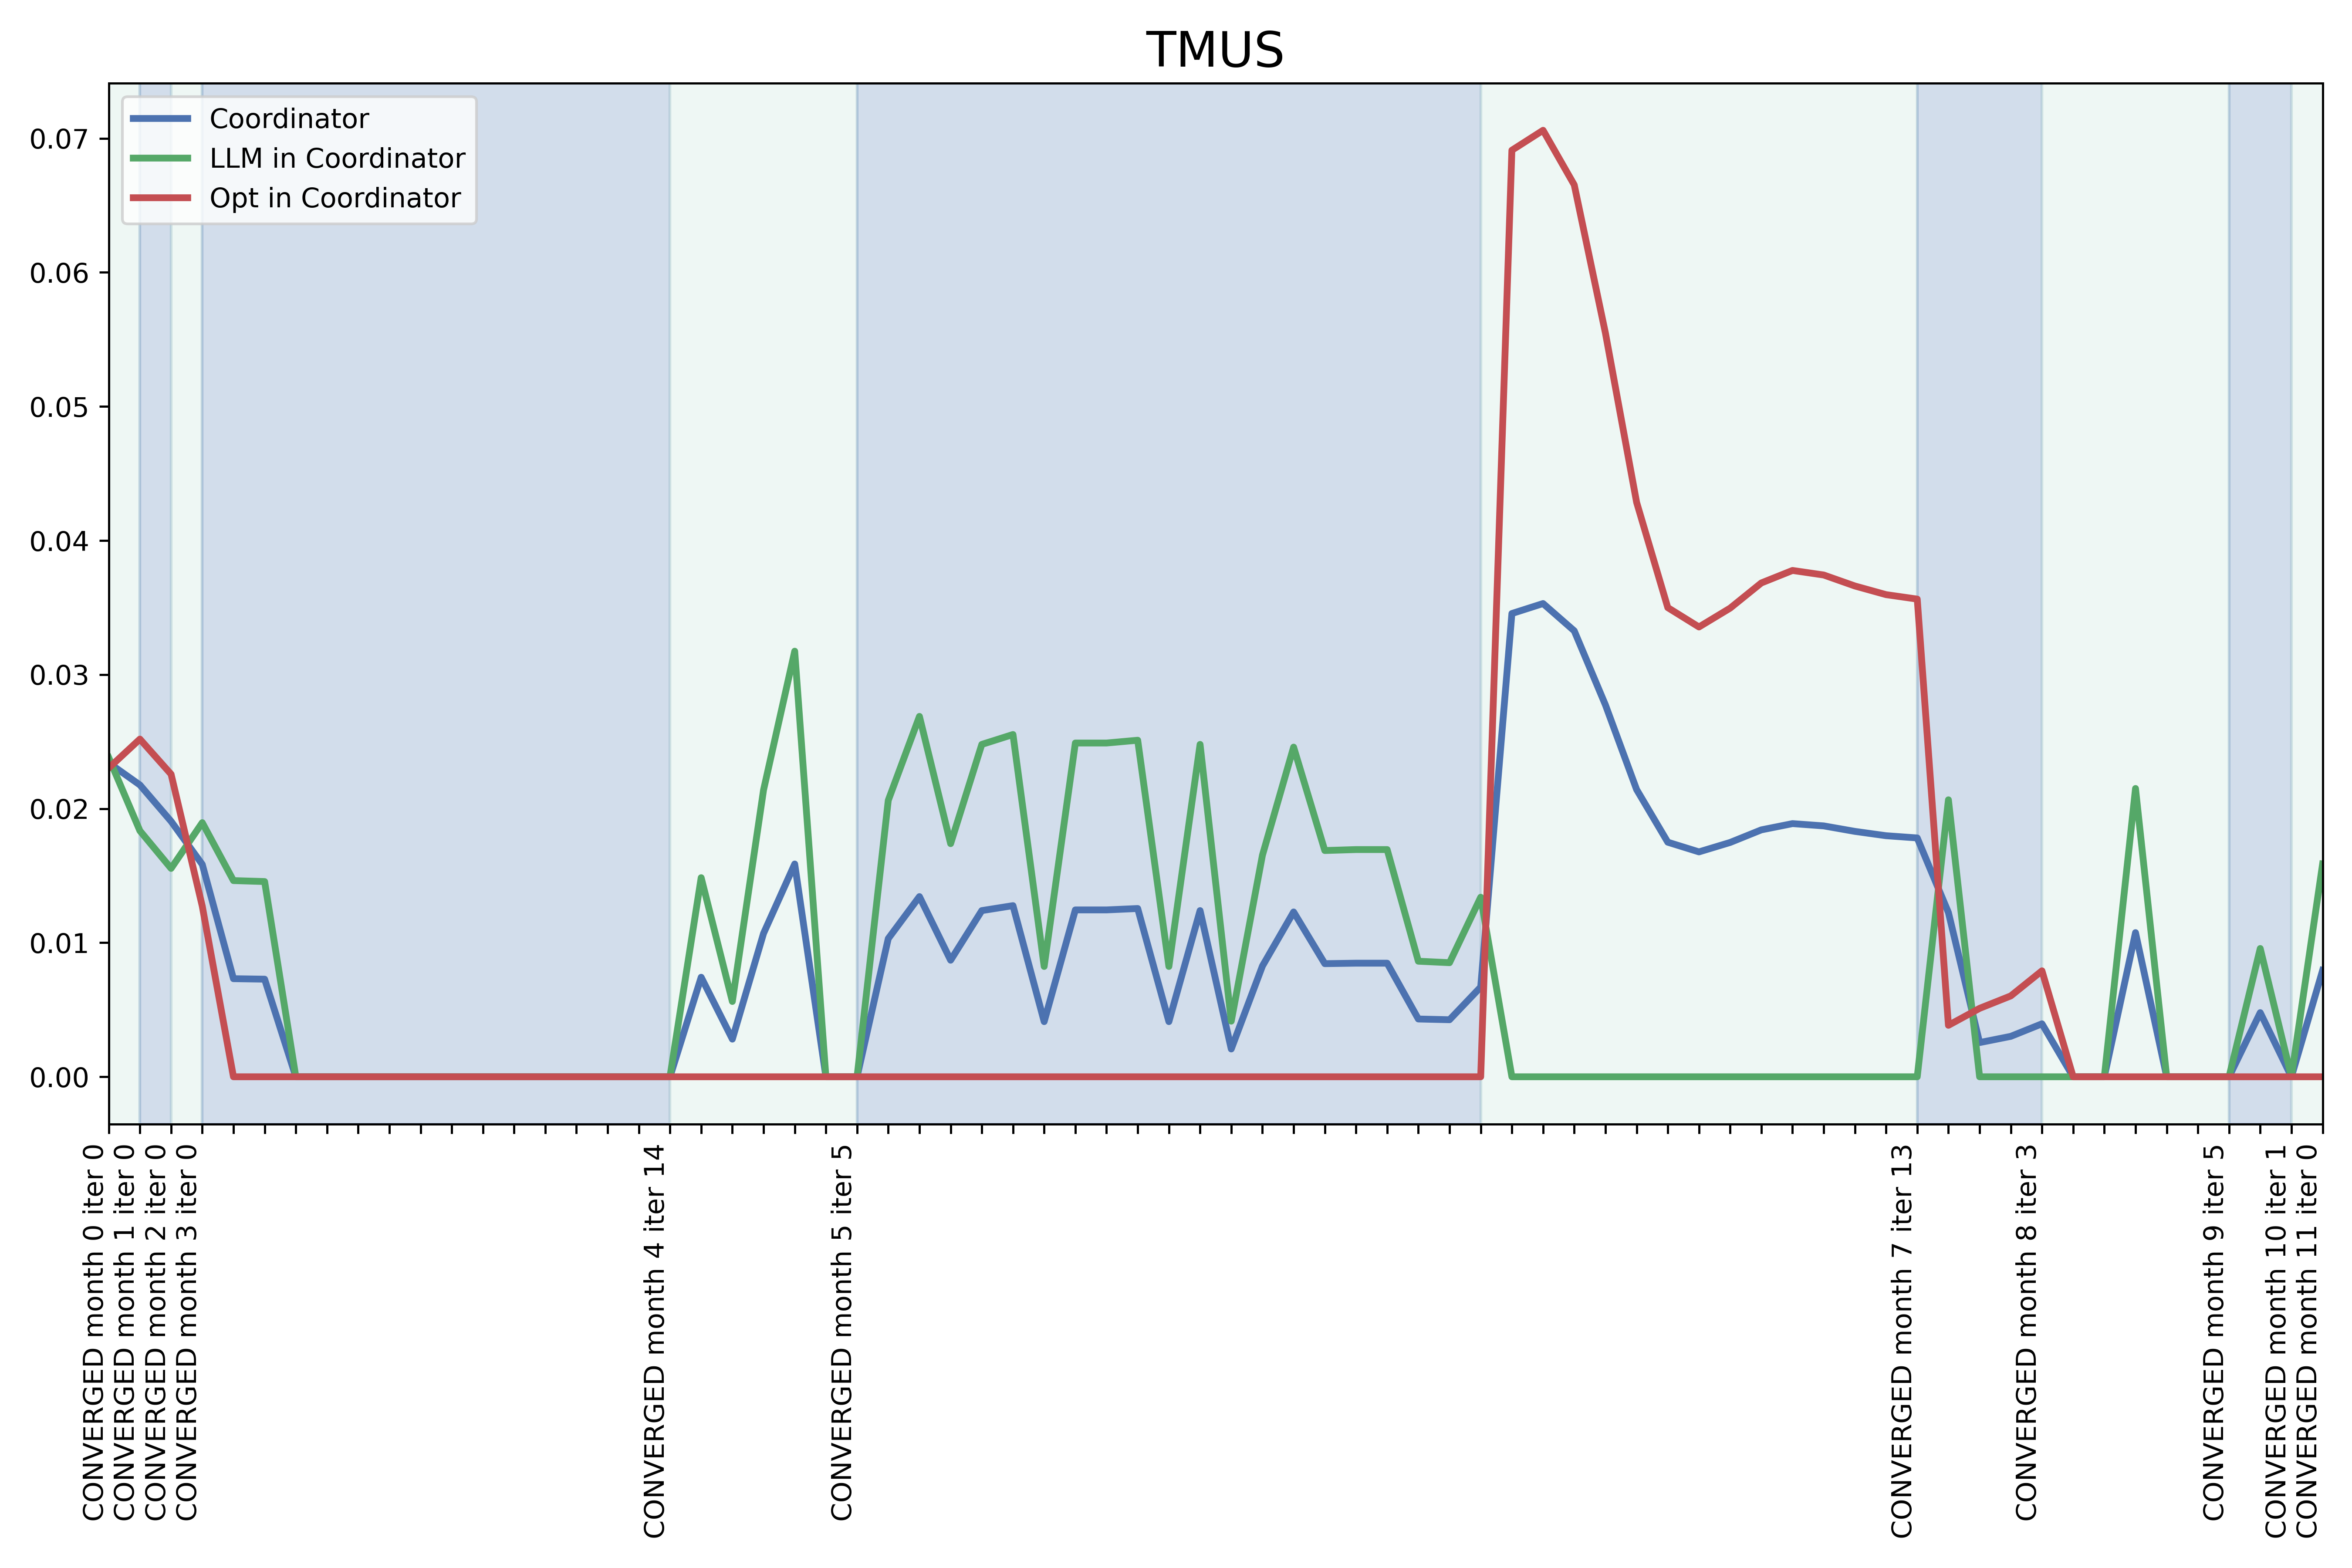 TMUS
Coordinator
LLM in Coordinator
Opt in Coordinator
0.07
0.06
0.05
0.04
0.03
0.02
0.01
0.00
CONVERGED month 0 iter 0
CONVERGED month 1 iter 0
CONVERGED month 2 iter 0
CONVERGED month 3 iter 0
CONVERGED month 4 iter 14
CONVERGED month 5 iter 5
CONVERGED month 7 iter 13
CONVERGED month 8 iter 3
CONVERGED month 9 iter 5
CONVERGED month 10 iter 1
CONVERGED month 11 iter 0